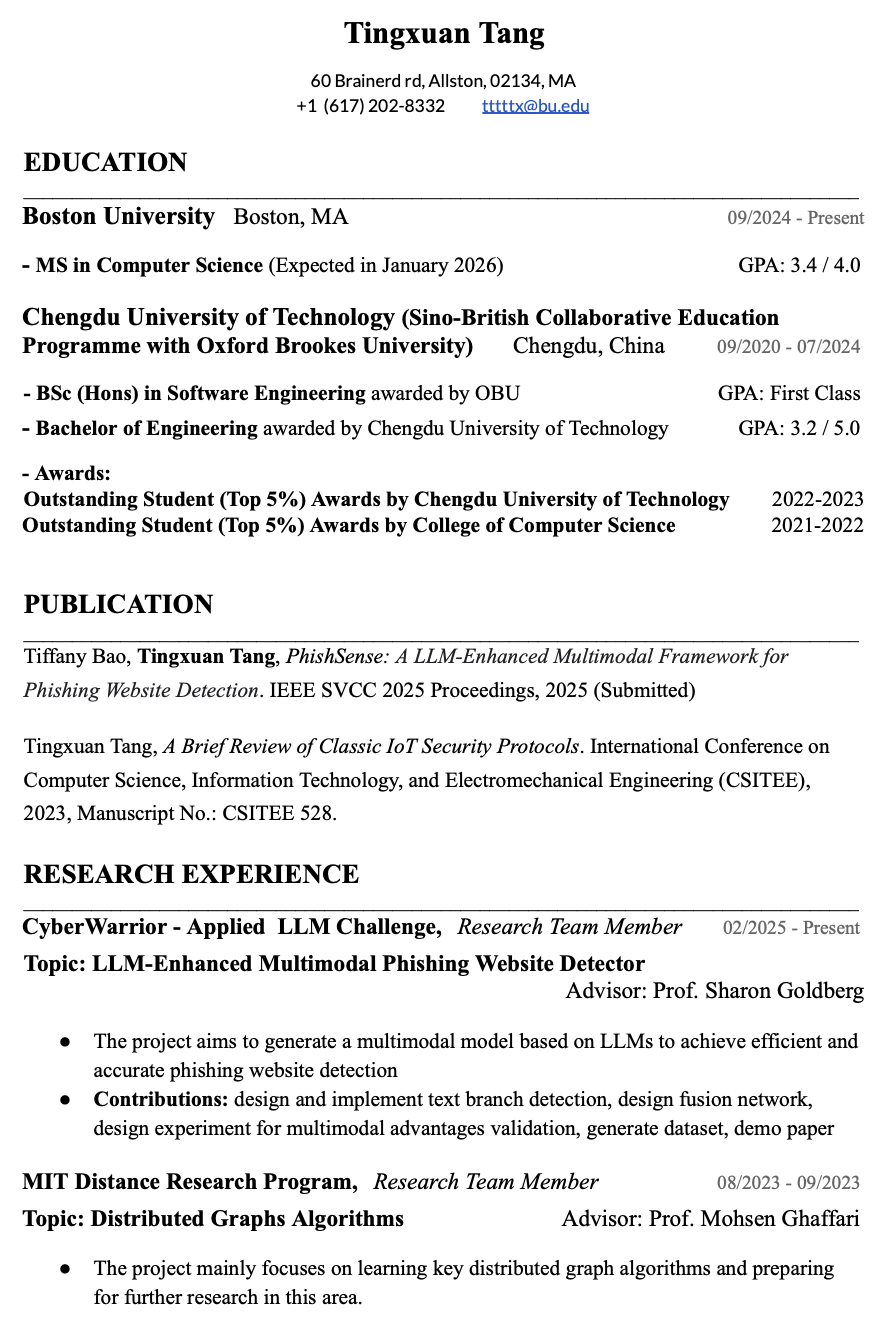 Tingxuan Tang
60 Brainerd rd, Allston, 02134, MA
+1 (617) 202-8332 tttttx@bu.edu
EDUCATION
Boston University Boston, MA 09/2024 - Present
- MS in Computer Science (Expected in January 2026) GPA: 3.4 / 4.0
Chengdu University of Technology (Sino-British Collaborative Education
Programme with Oxford Brookes University) Chengdu, China 09/2020 - 07/2024
- BSc (Hons) in Software Engineering awarded by OBU GPA: First Class
- Bachelor of Engineering awarded by Chengdu University of Technology GPA: 3.2 / 5.0
- Awards:
Outstanding Student (Top 5%) Awards by Chengdu University of Technology 2022-2023
Outstanding Student (Top 5%) Awards by College of Computer Science 2021-2022
PUBLICATION
Tiffany Bao, Tingxuan Tang, PhishSense: A LLM-Enhanced Multimodal Framework for
Phishing Website Detection. IEEE SVCC 2025 Proceedings, 2025 (Submitted)
Tingxuan Tang, A Brief Review of Classic IoT Security Protocols. International Conference on
Computer Science, Information Technology, and Electromechanical Engineering (CSITEE),
2023, Manuscript No.: CSITEE 528.
RESEARCH EXPERIENCE
CyberWarrior - Applied LLM Challenge, Research Team Member 02/2025 - Present
Topic: LLM-Enhanced Multimodal Phishing Website Detector
Advisor: Prof. Sharon Goldberg
● The project aims to generate a multimodal model based on LLMs to achieve efficient and
accurate phishing website detection
● Contributions: design and implement text branch detection, design fusion network,
design experiment for multimodal advantages validation, generate dataset, demo paper
MIT Distance Research Program, Research Team Member 08/2023 - 09/2023
Topic: Distributed Graphs Algorithms Advisor: Prof. Mohsen Ghaffari
● The project mainly focuses on learning key distributed graph algorithms and preparing
for further research in this area.